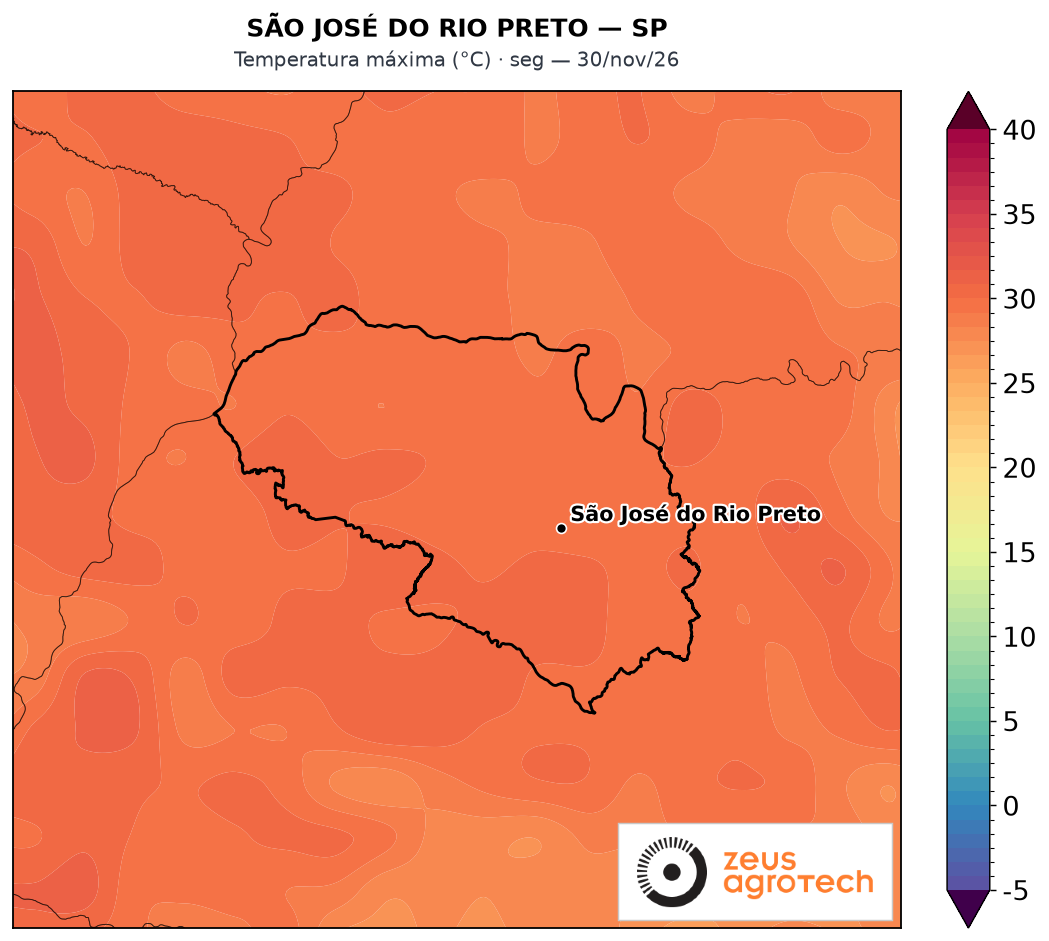 SÃO JOSÉ DO RIO PRETO — SP
Temperatura máxima (°C) · seg — 30/nov/26
40
35
30
25
20
15
10
5
0
-5
São José do Rio Preto
zeus
agrotech